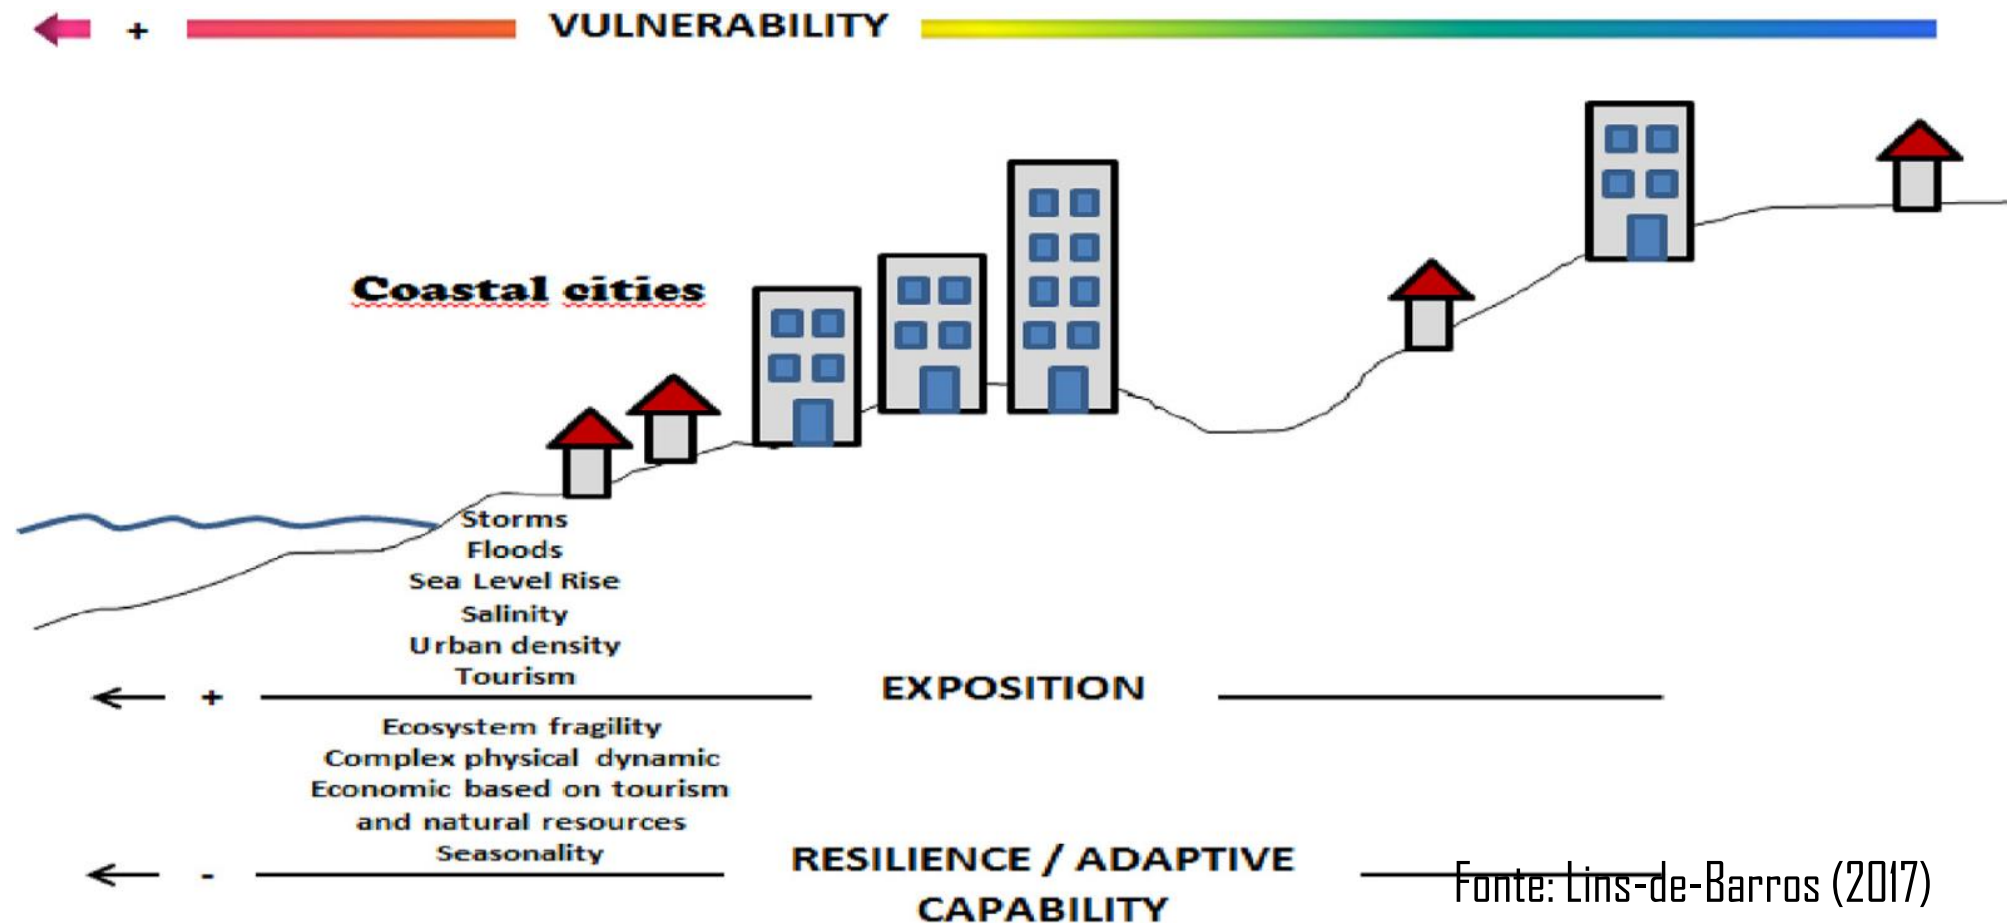 + VULNERABILITY
Coastal cities
Storms
Floods
Sea Level Rise
Salinity
Urban density
Tourism
+ EXPOSITION
Ecosystem fragility
Complex physical dynamic
Economic based on tourism
and natural resources
Seasonality
- RESILIENCE / ADAPTIVE
CAPABILITY
Fonte: Lins-de-Barros (2017)